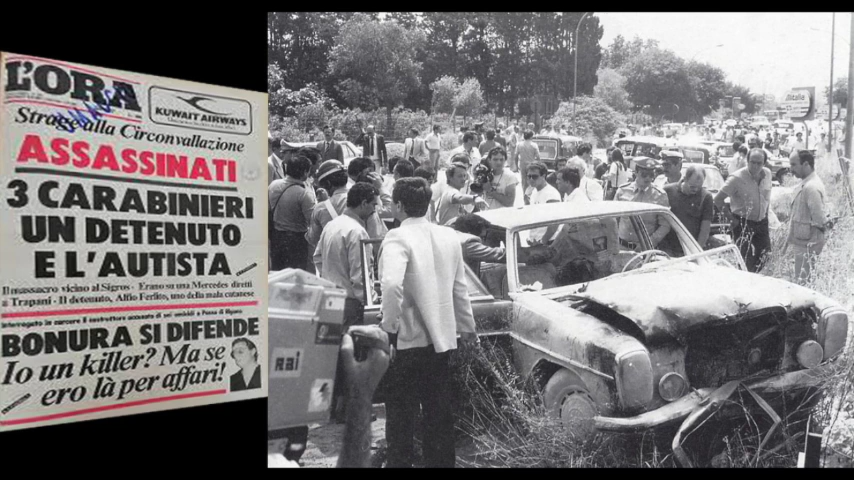 L'ORA
KUWAIT AIRWAYS
Strage alla Circonvallazione
ASSASSINATI
3 CARABINIERI
UN DETENUTO
E L'AUTISTA
Il massacro vicino al Sigros - Erano su una Mercedes diretti
a Trapani - Il detenuto, Alfio Ferlito, uno della mala catanese
BONURA SI DIFENDE
Io un killer? Ma se
ero là per affari!
Rai
Alitalia